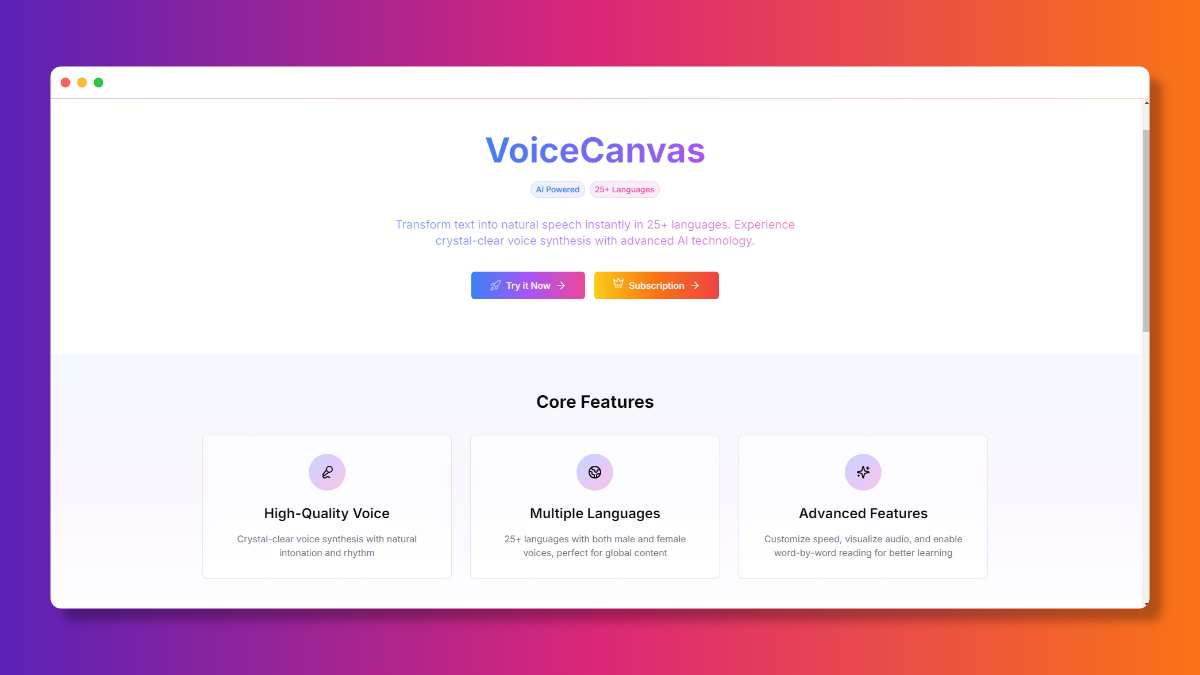 VoiceCanvas
AI Powered
25+ Languages
Transform text into natural speech instantly in 25+ languages. Experience
crystal-clear voice synthesis with advanced AI technology.
Try it Now
Subscription
Core Features
High-Quality Voice
Crystal-clear voice synthesis with natural
intonation and rhythm
Multiple Languages
25+ languages with both male and female
voices, perfect for global content
Advanced Features
Customize speed, visualize audio, and enable
word-by-word reading for better learning